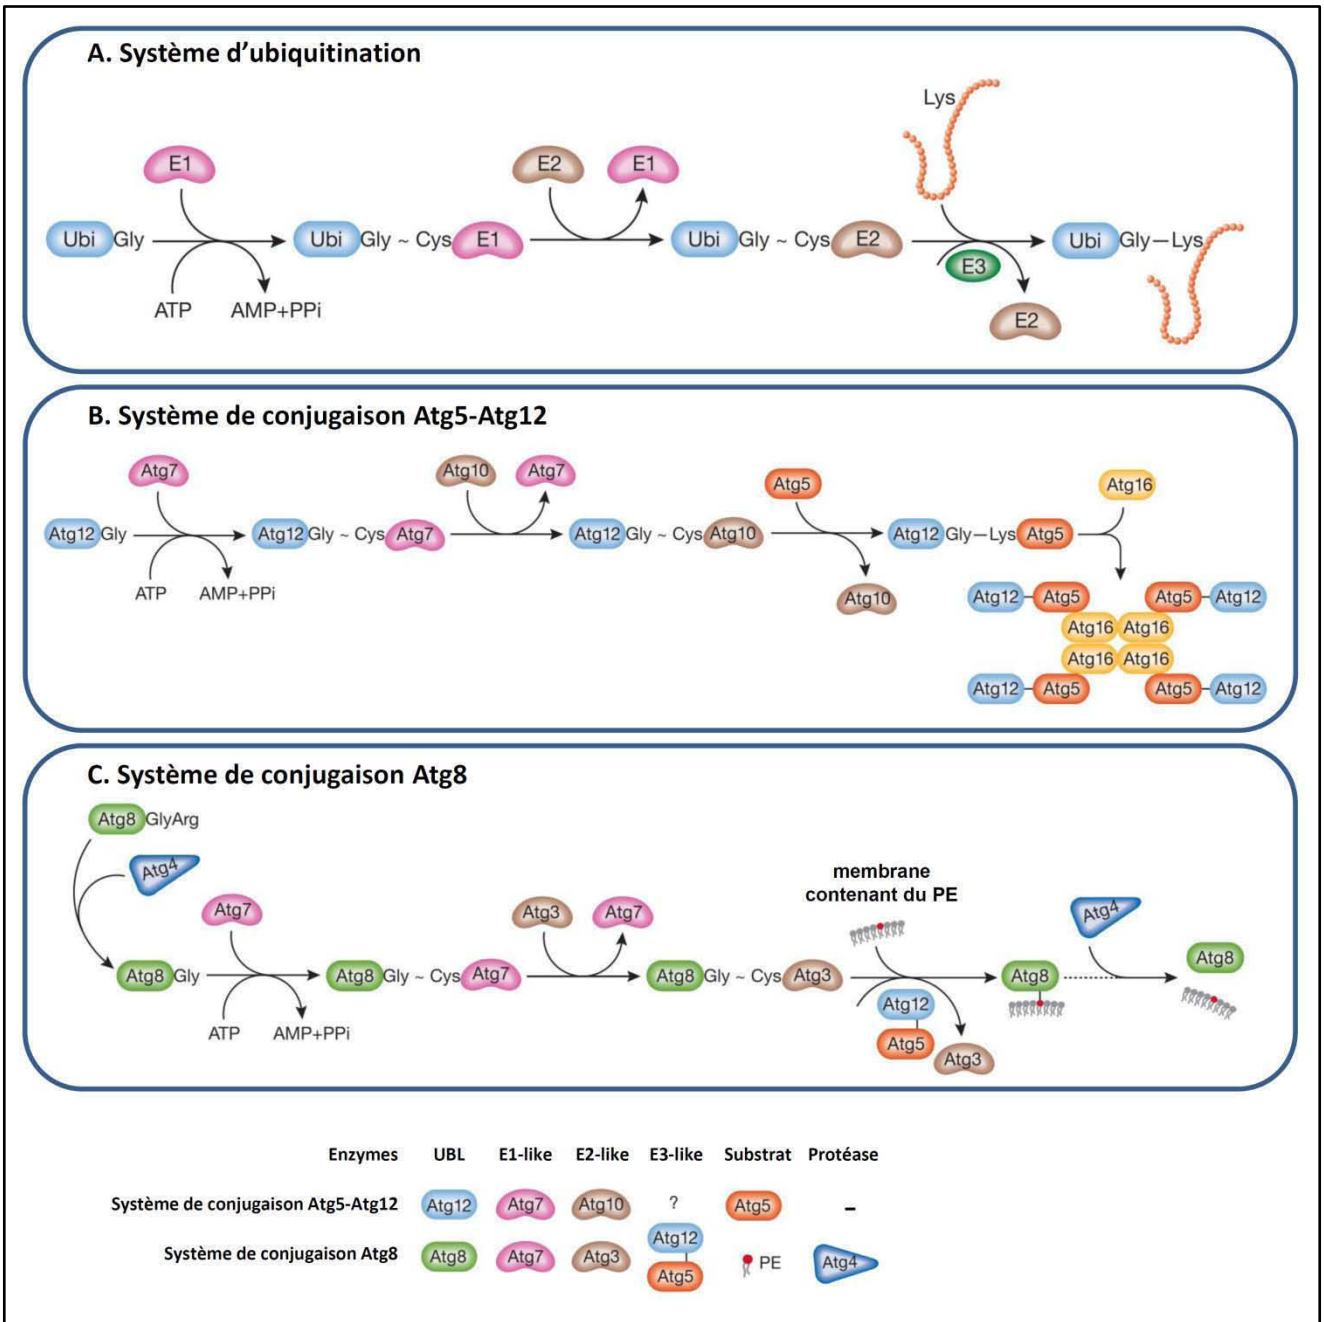 A. Système d’ubiquitination
Lys
E1 E2 E1
Ubi Gly Ubi Gly ~ Cys E1 Ubi Gly ~ Cys E2 Ubi Gly—Lys
E3
ATP AMP+PPi E2
B. Système de conjugaison Atg5-Atg12
Atg7 Atg10 Atg7 Atg5 Atg16
Atg12 Gly Atg12 Gly ~ Cys Atg7 Atg12 Gly ~ Cys Atg10 Atg12 Gly—Lys Atg5
ATP AMP+PPi Atg10
Atg12 Atg5 Atg5 Atg12
Atg16 Atg16
Atg16 Atg16
Atg12 Atg5 Atg5 Atg12
C. Système de conjugaison Atg8
Atg8 GlyArg
Atg4
membrane
contenant du PE
Atg7 Atg3 Atg7 Atg4
Atg8 Gly Atg8 Gly ~ Cys Atg7 Atg8 Gly ~ Cys Atg3 Atg8 Atg8
Atg12
ATP AMP+PPi Atg5 Atg3
Enzymes UBL E1-like E2-like E3-like Substrat Protéase
Système de conjugaison Atg5-Atg12 Atg12 Atg7 Atg10 ? Atg5 –
Système de conjugaison Atg8 Atg8 Atg7 Atg3 Atg12 Atg5 PE Atg4